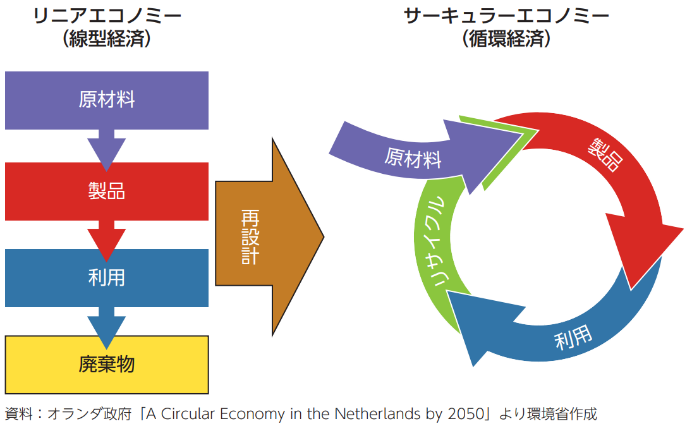 リニアエコノミー
（線型経済）
原材料
製品
利用
廃棄物
再設計
サーキュラーエコノミー
（循環経済）
原材料
製品
利用
リサイクル
資料：オランダ政府「A Circular Economy in the Netherlands by 2050」より環境省作成